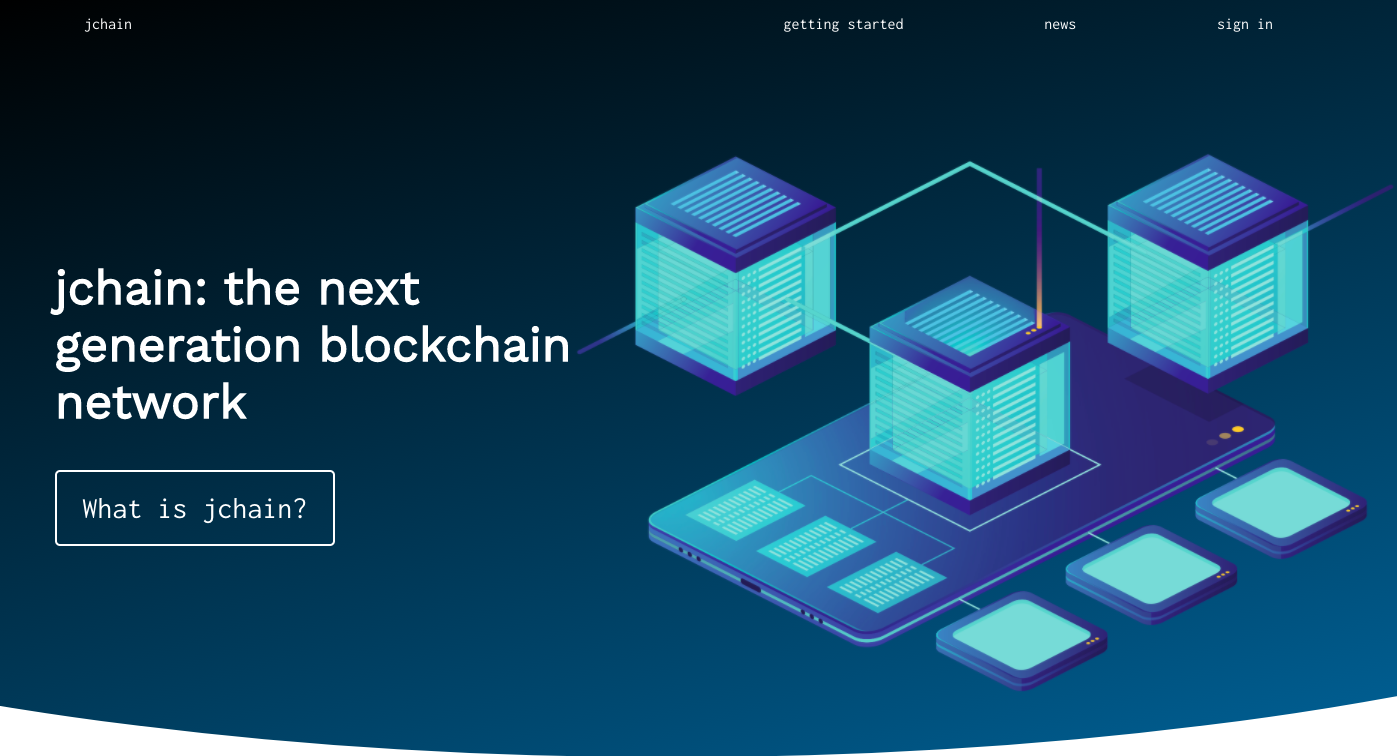 jchain
getting started
news
sign in
jchain: the next
generation blockchain
network
What is jchain?